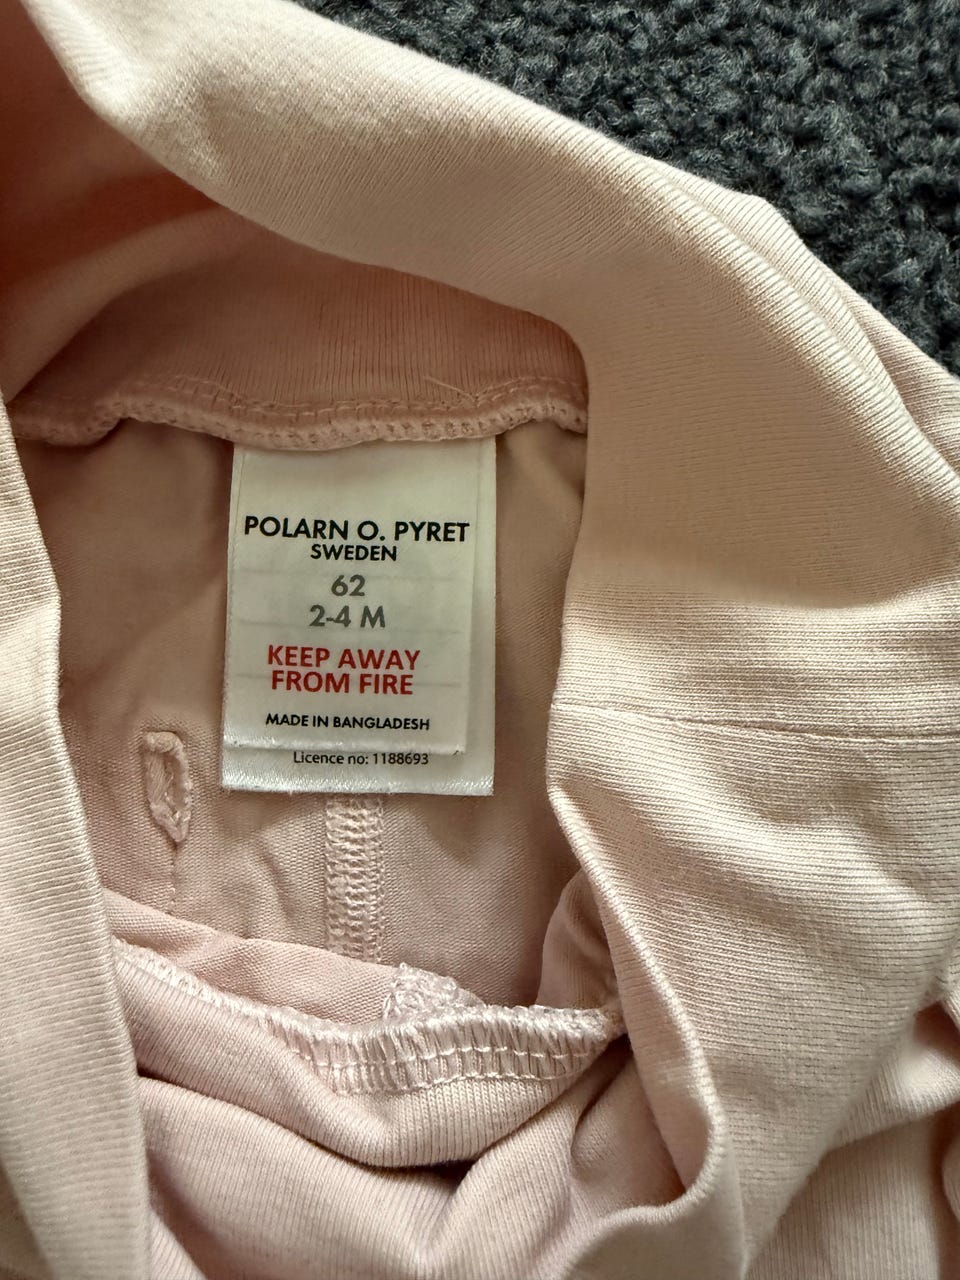 POLARN O. PYRET
SWEDEN
62
2-4 M
KEEP AWAY
FROM FIRE
MADE IN BANGLADESH
Licence no: 1188693